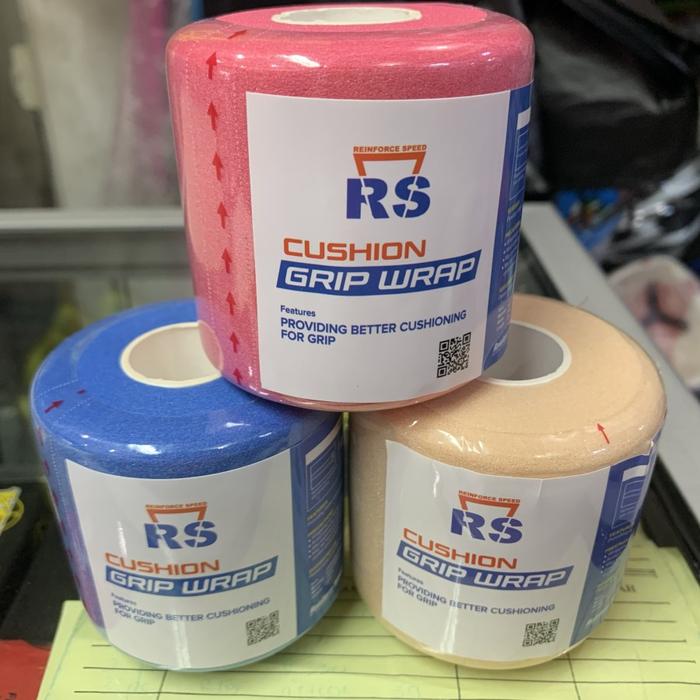 REINFORCE SPEED
RS
CUSHION
GRIP WRAP
Features
PROVIDING BETTER CUSHIONING
FOR GRIP
REINFORCE SPEED
RS
CUSHION
GRIP WRAP
Features
PROVIDING BETTER CUSHIONING
FOR GRIP
REINFORCE SPEED
RS
CUSHION
GRIP WRAP
Features
PROVIDING BETTER CUSHIONING
FOR GRIP